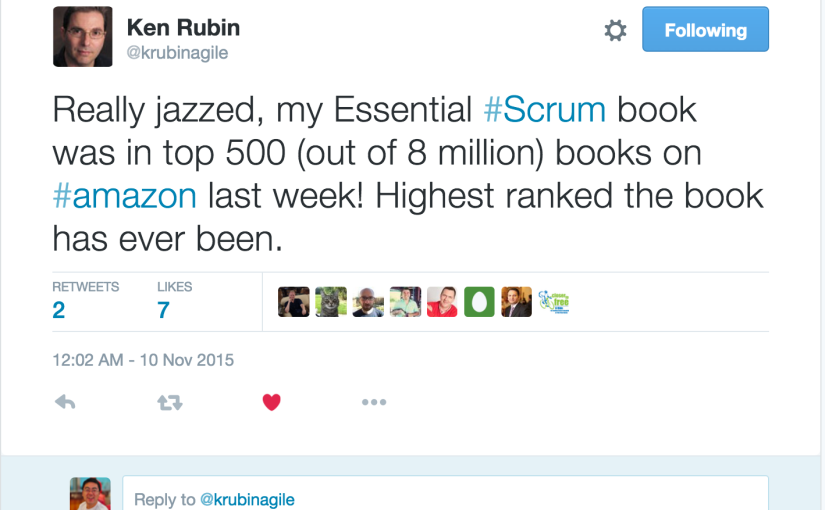 Ken Rubin
@krubinagile
Following
Really jazzed, my Essential #Scrum book
was in top 500 (out of 8 million) books on
#amazon last week! Highest ranked the book
has ever been.
RETWEETS LIKES
2 7
12:02 AM - 10 Nov 2015
Reply to @krubinagile